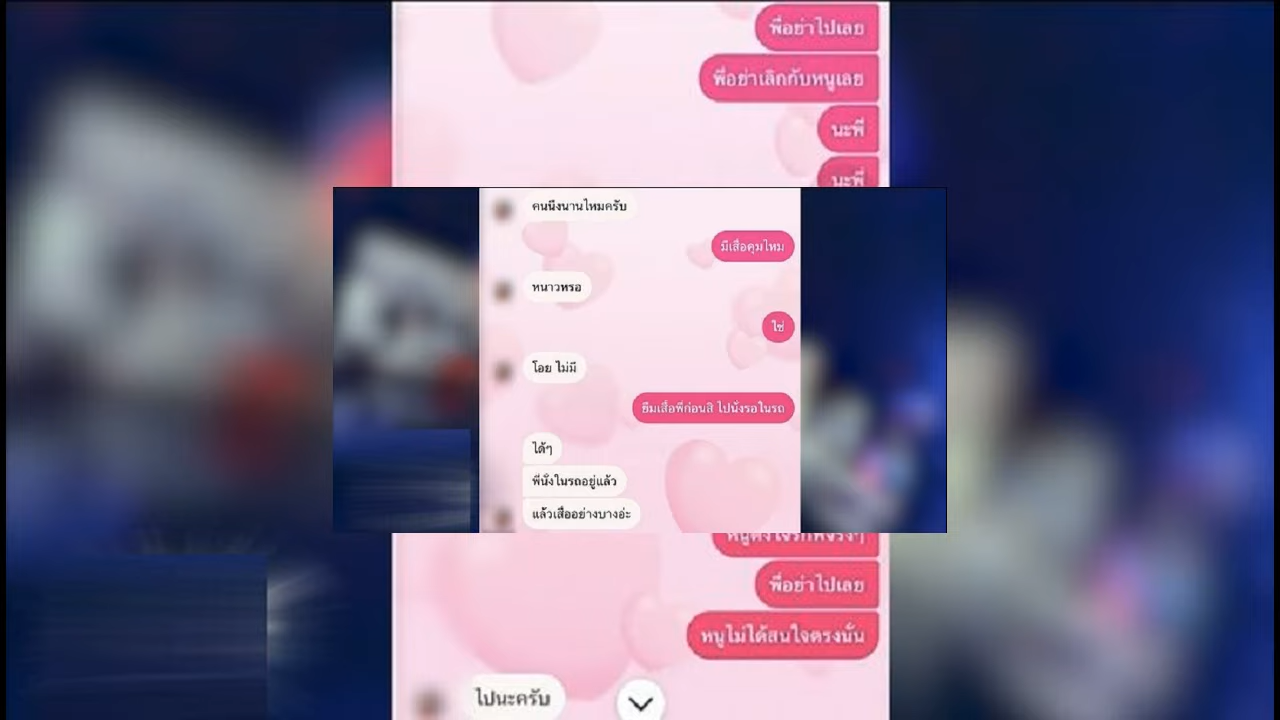 พี่อย่าไปเลย
พี่อย่าเลิกกับหนูเลย
นะพี่
นะพี่
คนนึงนานไหมครับ
มีเสื้อคุมไหม
หนาวหรอ
ใช่
โอย ไม่มี
ยืมเสื้อพี่ก่อนสิ ไปนั่งรอในรถ
ได้ๆ
พี่นั่งในรถอยู่แล้ว
แล้วเสื้ออย่างบางอ่ะ
พี่อย่าไปเลย
หนูไม่ได้สนใจตรงนั้น
ไปนะครับ